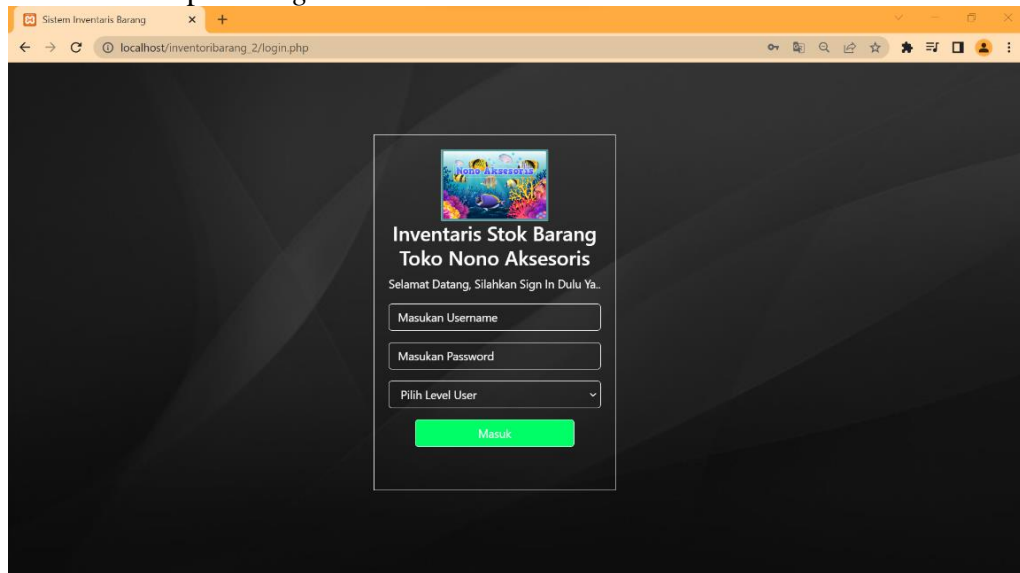 Sistem Inventaris Barang
localhost/inventoribarang_2/login.php
Nono Aksesoris
Inventaris Stok Barang
Toko Nono Aksesoris
Selamat Datang, Silahkan Sign In Dulu Ya..
Masukan Username
Masukan Password
Pilih Level User
Masuk